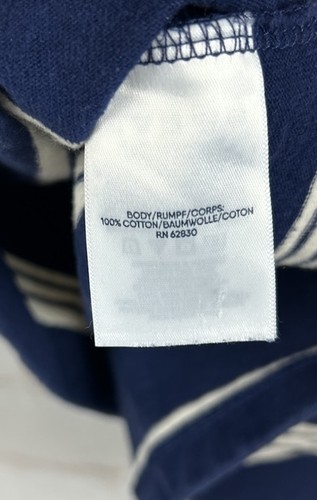 BODY/RUMPF/CORPS:
100% COTTON/BAUMWOLLE/COTON
RN 62830